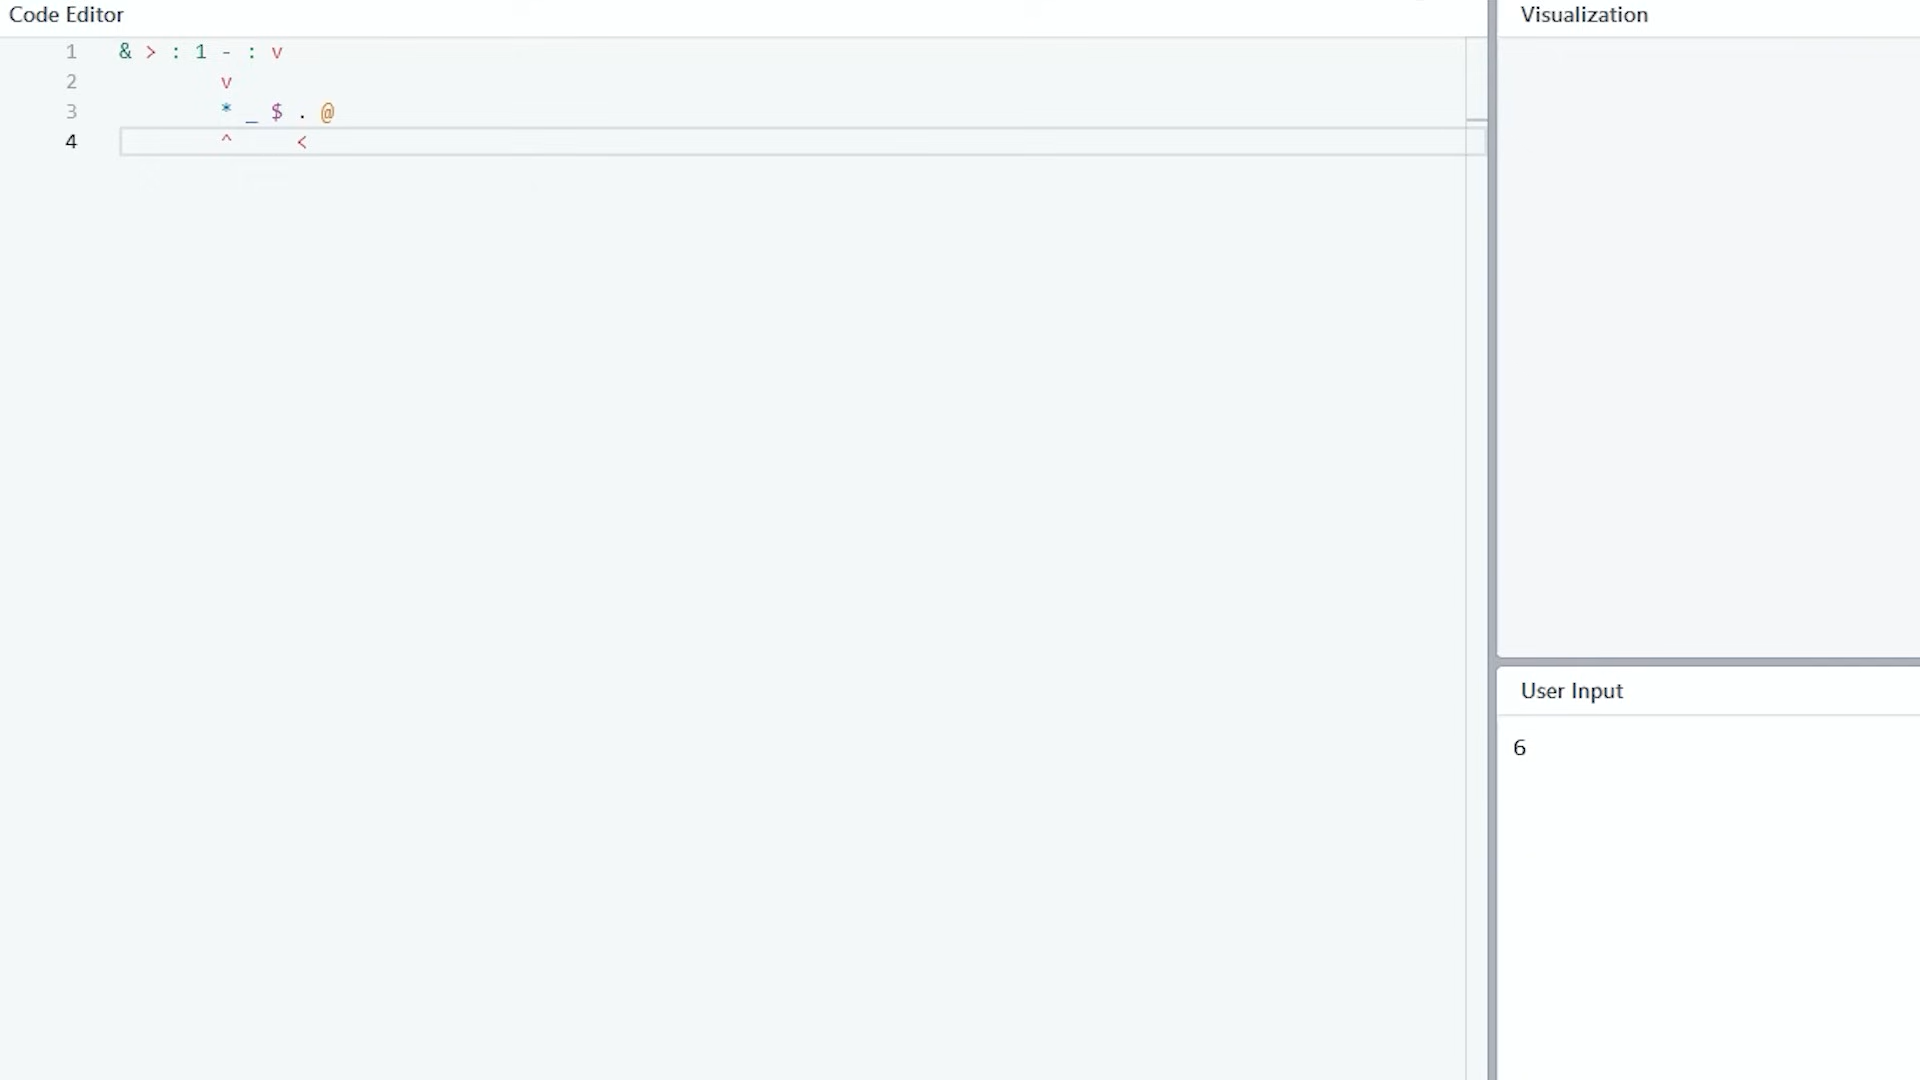 Code Editor
Visualization
1 & > : 1 - : v
2 v
3 * _ $ . @
4 ^ <
User Input
6